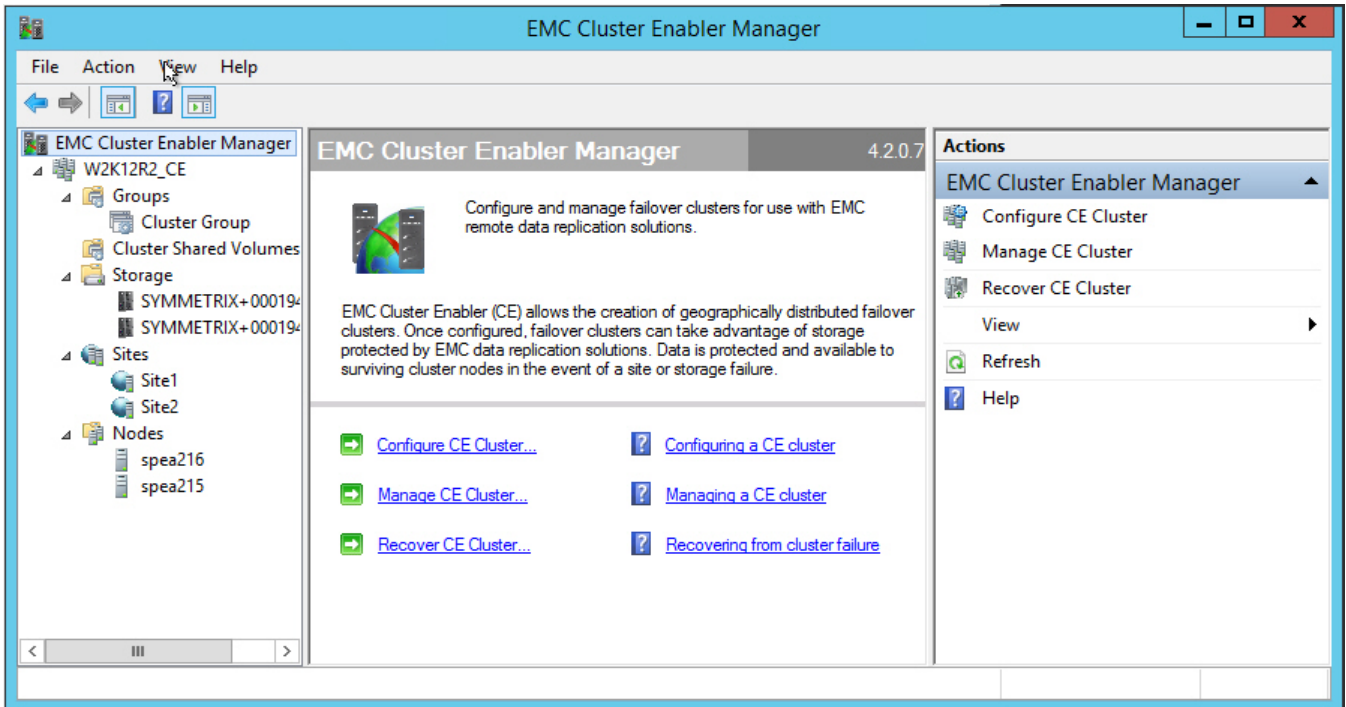 EMC Cluster Enabler Manager
File Action View Help
EMC Cluster Enabler Manager
W2K12R2_CE
Groups
Cluster Group
Cluster Shared Volumes
Storage
SYMMETRIX+000194
SYMMETRIX+000194
Sites
Site1
Site2
Nodes
spea216
spea215
EMC Cluster Enabler Manager 4.2.0.7
Configure and manage failover clusters for use with EMC
remote data replication solutions.
EMC Cluster Enabler (CE) allows the creation of geographically distributed failover
clusters. Once configured, failover clusters can take advantage of storage
protected by EMC data replication solutions. Data is protected and available to
surviving cluster nodes in the event of a site or storage failure.
Configure CE Cluster... Configuring a CE cluster
Manage CE Cluster... Managing a CE cluster
Recover CE Cluster... Recovering from cluster failure
Actions
EMC Cluster Enabler Manager
Configure CE Cluster
Manage CE Cluster
Recover CE Cluster
View
Refresh
Help